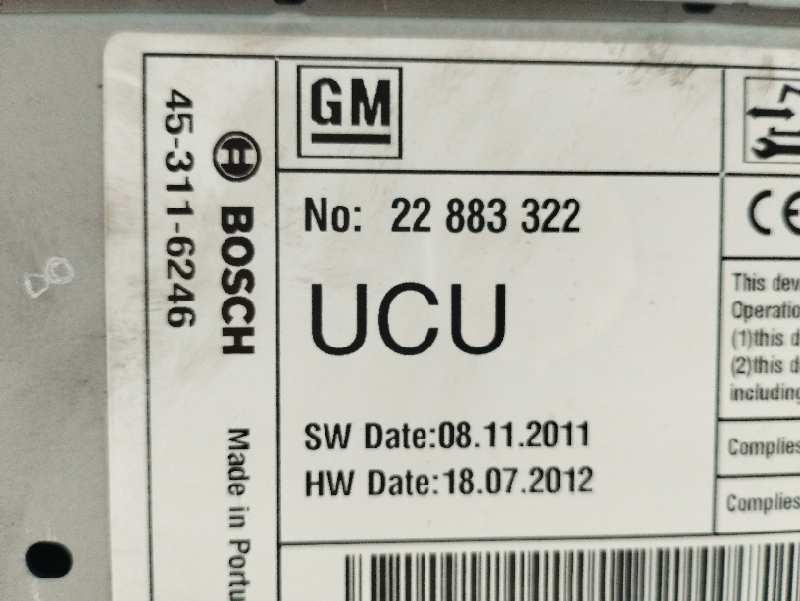 GM
No: 22 883 322
UCU
SW Date:08.11.2011
HW Date:18.07.2012
45-311-6246
BOSCH
Made in Portu
CE
This dev
Operatio
(1)this d
(2)this d
including
Complies
Complies
80